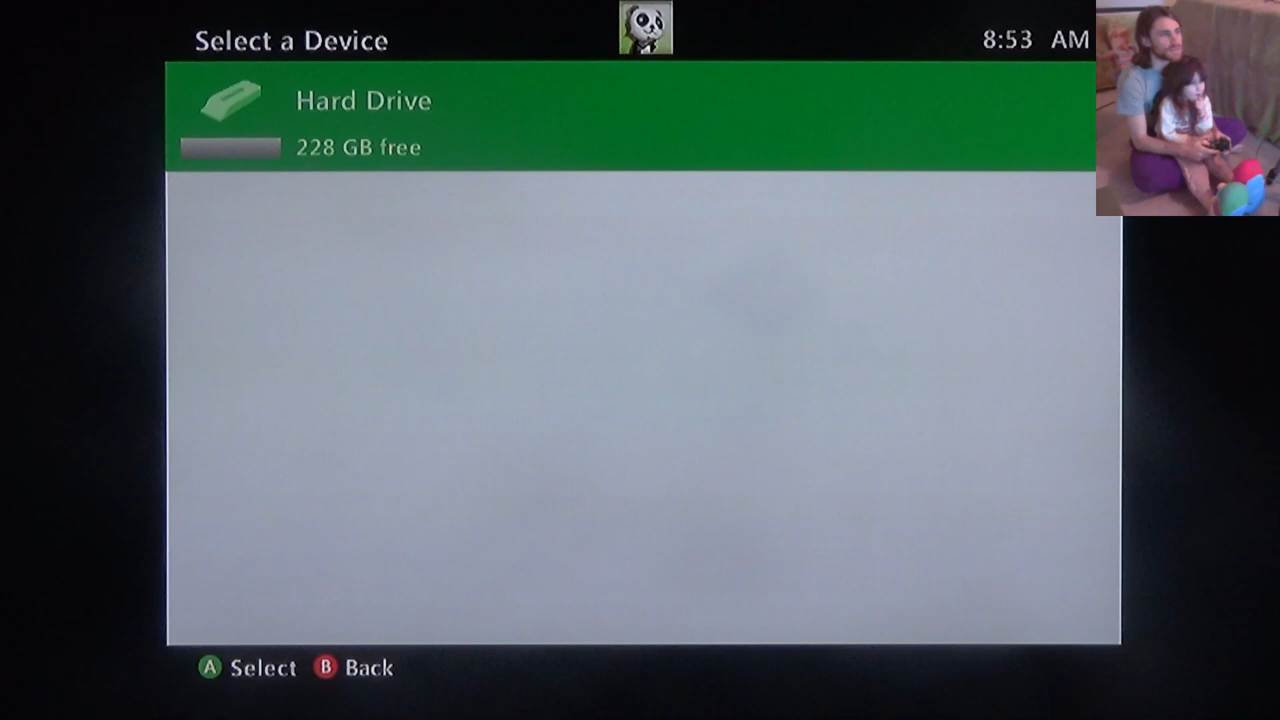 Select a Device
8:53 AM
Hard Drive
228 GB free
A Select B Back